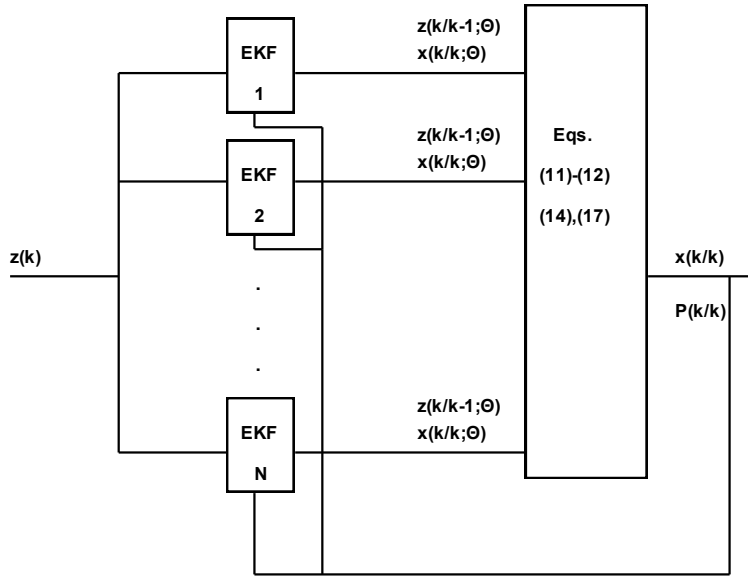 z(k/k-1;Θ)
x(k/k;Θ)
EKF
1
z(k/k-1;Θ)
x(k/k;Θ)
EKF
2
Eqs.
(11)-(12)
(14),(17)
z(k)
x(k/k)
P(k/k)
.
.
.
z(k/k-1;Θ)
x(k/k;Θ)
EKF
N